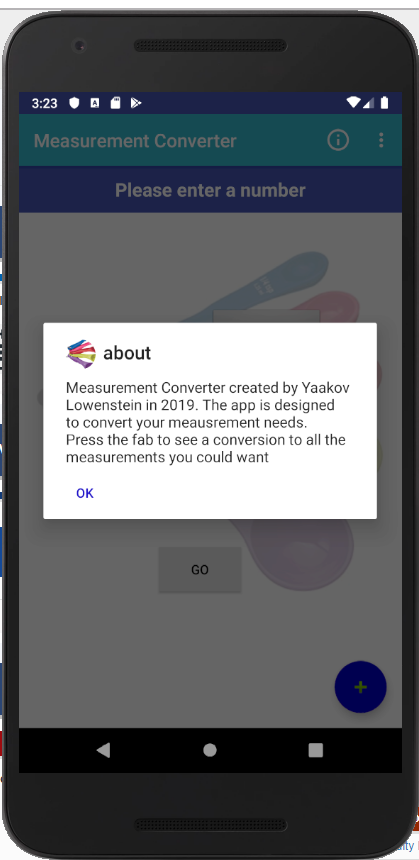 3:23
Measurement Converter
Please enter a number
about
Measurement Converter created by Yaakov
Lowenstein in 2019. The app is designed
to convert your meausrement needs.
Press the fab to see a conversion to all the
measurements you could want
OK
GO
+